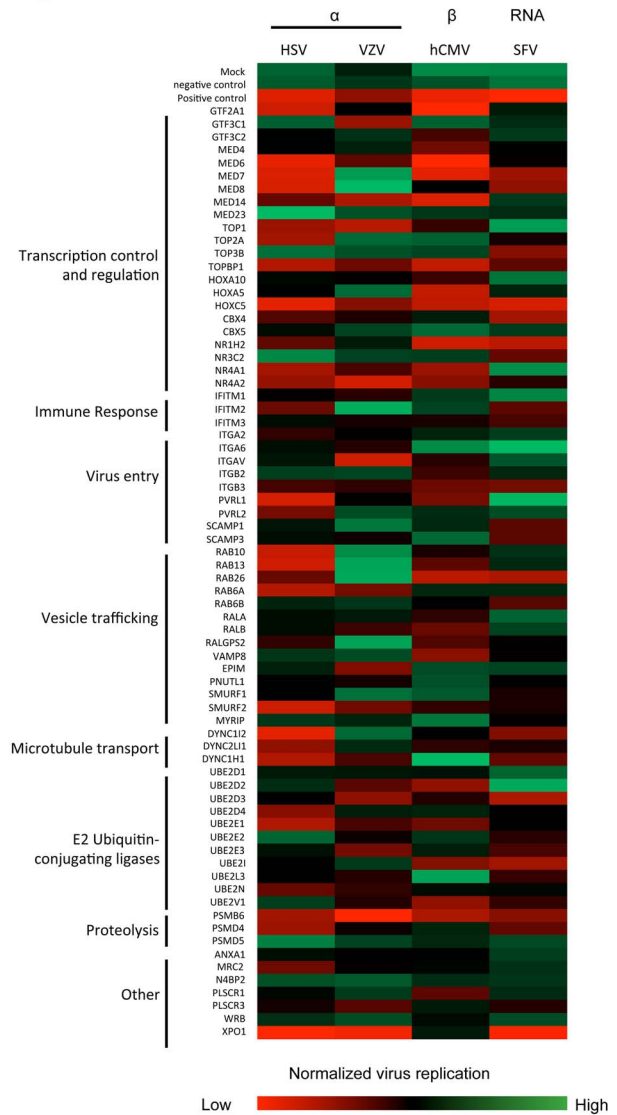 α β RNA
HSV VZV hCMV SFV
Mock
negative control
Positive control
GTF2A1
GTF3C1
GTF3C2
MED4
MED6
MED7
MED8
MED14
MED23
TOP1
TOP2A
TOP3B
Transcription control
and regulation
TOPBP1
HOXA10
HOXA5
HOXC5
CBX4
CBX5
NR1H2
NR3C2
NR4A1
NR4A2
IFITM1
Immune Response
IFITM2
IFITM3
ITGA2
ITGA6
ITGAV
Virus entry
ITGB2
ITGB3
PVRL1
PVRL2
SCAMP1
SCAMP3
RAB10
RAB13
RAB26
RAB6A
Vesicle trafficking
RAB6B
RALA
RALB
RALGPS2
VAMP8
EPIM
PNUTL1
SMURF1
SMURF2
MYRIP
DYNC1I2
Microtubule transport
DYNC2LI1
DYNC1H1
UBE2D1
UBE2D2
UBE2D3
UBE2D4
UBE2E1
E2 Ubiquitin-
conjugating ligases
UBE2E2
UBE2E3
UBE2I
UBE2L3
UBE2N
UBE2V1
PSMB6
Proteolysis
PSMD4
PSMD5
ANXA1
MRC2
N4BP2
Other
PLSCR1
PLSCR3
WRB
XPO1
Normalized virus replication
Low High